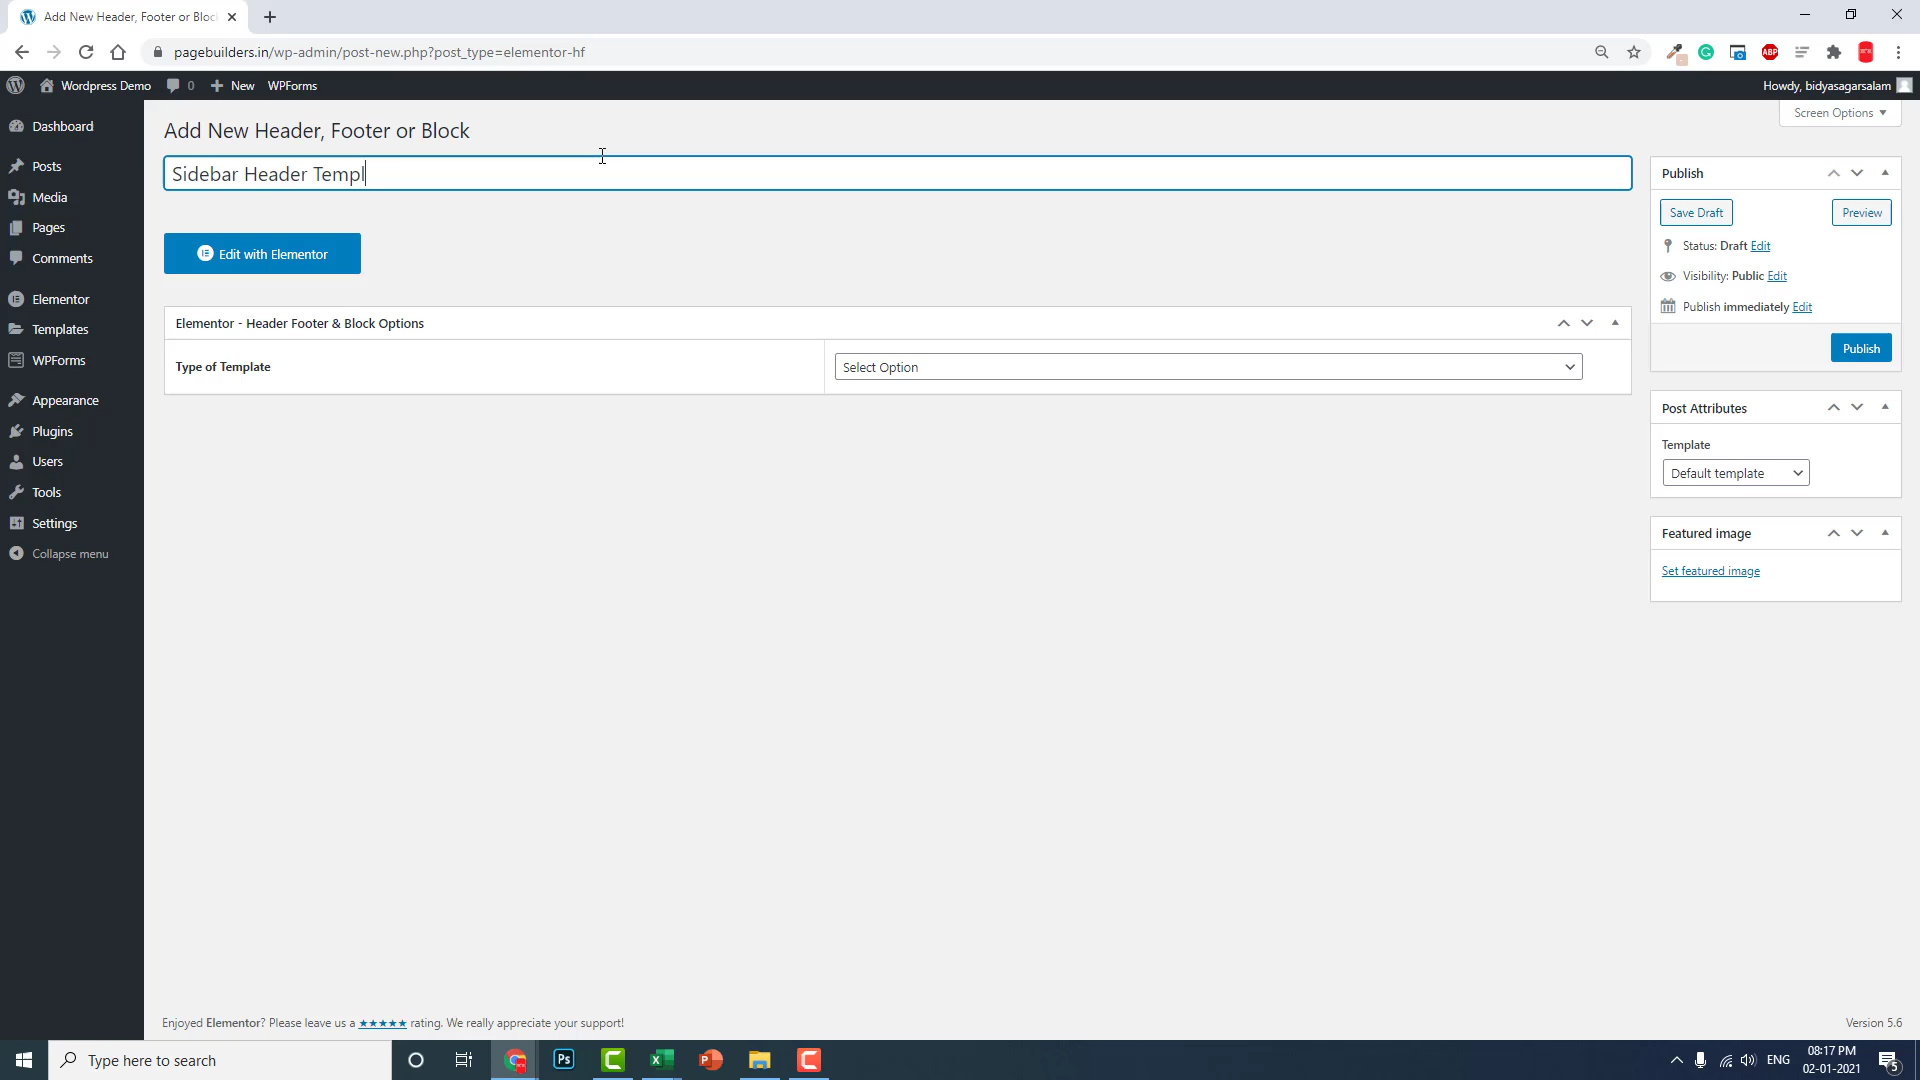 Add New Header, Footer or Bloc
pagebuilders.in/wp-admin/post-new.php?post_type=elementor-hf
ABP
Wordpress Demo 0 New WPForms
Howdy, bidyasagarsalam
Screen Options
Dashboard
Posts
Media
Pages
Comments
Elementor
Templates
WPForms
Appearance
Plugins
Users
Tools
Settings
Collapse menu
Add New Header, Footer or Block
Sidebar Header Templ
Edit with Elementor
Elementor - Header Footer & Block Options
Type of Template
Select Option
Publish
Save Draft
Preview
Status: Draft Edit
Visibility: Public Edit
Publish immediately Edit
Publish
Post Attributes
Template
Default template
Featured image
Set featured image
Enjoyed Elementor? Please leave us a ★★★★★ rating. We really appreciate your support!
Version 5.6
Type here to search
Ps
ENG
08:17 PM
02-01-2021
5